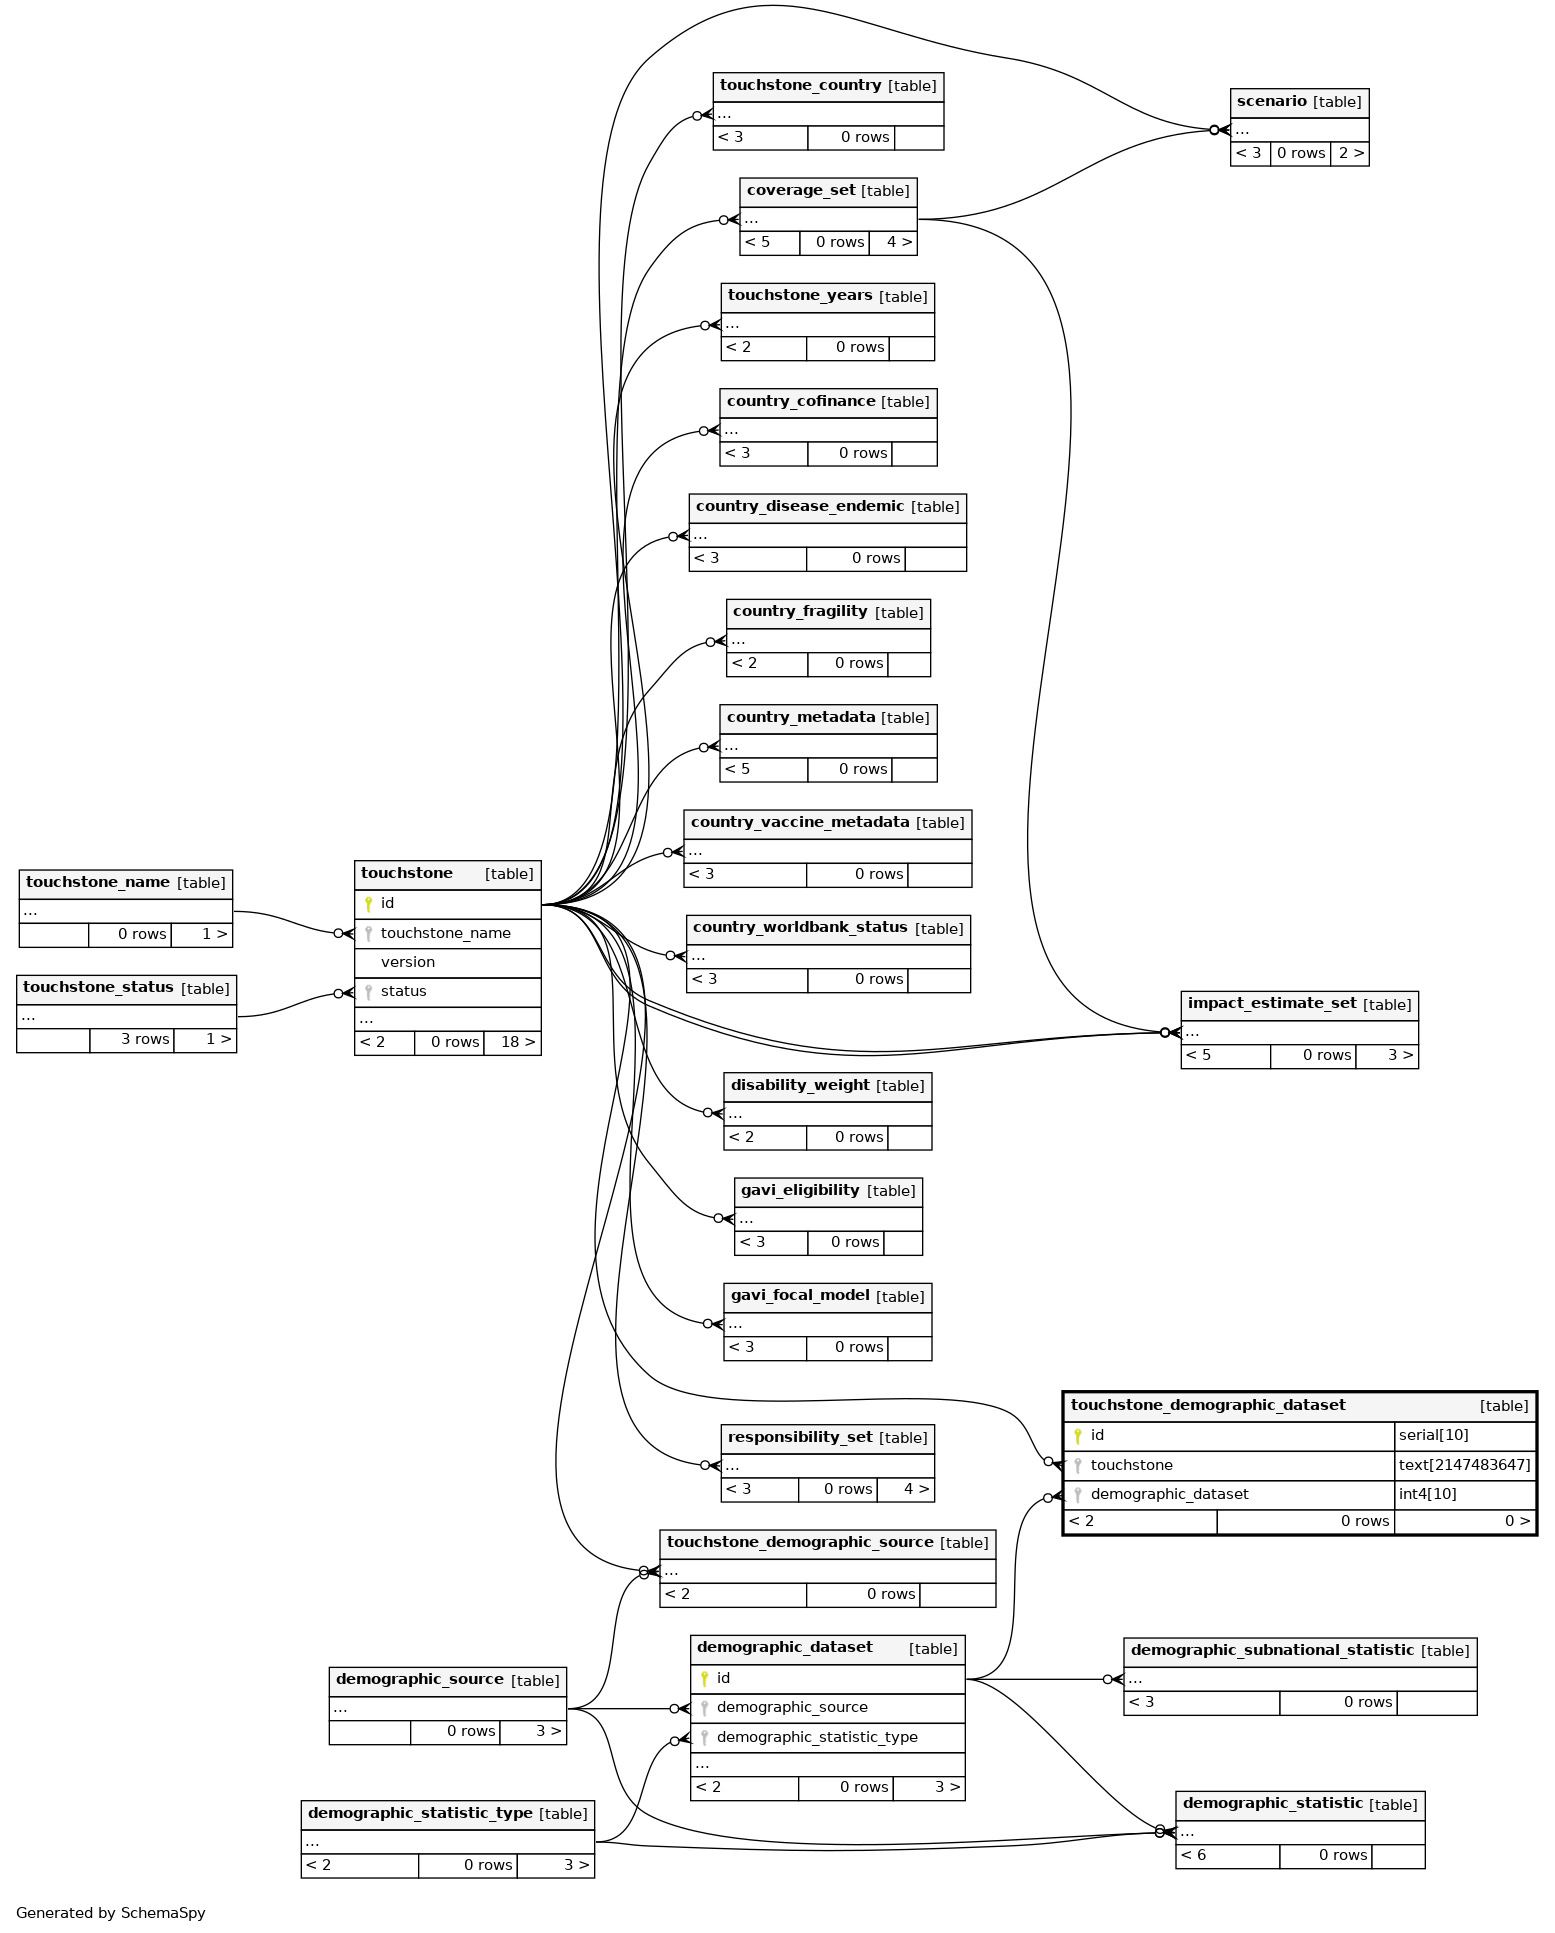 touchstone_country [table]
...
< 3 0 rows
scenario [table]
...
< 3 0 rows 2 >
coverage_set [table]
...
< 5 0 rows 4 >
touchstone_years [table]
...
< 2 0 rows
country_cofinance [table]
...
< 3 0 rows
country_disease_endemic [table]
...
< 3 0 rows
country_fragility [table]
...
< 2 0 rows
country_metadata [table]
...
< 5 0 rows
country_vaccine_metadata [table]
...
< 3 0 rows
touchstone_name [table]
...
0 rows 1 >
touchstone_status [table]
...
3 rows 1 >
touchstone [table]
id
touchstone_name
version
status
...
< 2 0 rows 18 >
country_worldbank_status [table]
...
< 3 0 rows
impact_estimate_set [table]
...
< 5 0 rows 3 >
disability_weight [table]
...
< 2 0 rows
gavi_eligibility [table]
...
< 3 0 rows
gavi_focal_model [table]
...
< 3 0 rows
touchstone_demographic_dataset [table]
id serial[10]
touchstone text[2147483647]
demographic_dataset int4[10]
< 2 0 rows 0 >
responsibility_set [table]
...
< 3 0 rows 4 >
touchstone_demographic_source [table]
...
< 2 0 rows
demographic_source [table]
...
0 rows 3 >
demographic_dataset [table]
id
demographic_source
demographic_statistic_type
...
< 2 0 rows 3 >
demographic_subnational_statistic [table]
...
< 3 0 rows
demographic_statistic_type [table]
...
< 2 0 rows 3 >
demographic_statistic [table]
...
< 6 0 rows
Generated by SchemaSpy